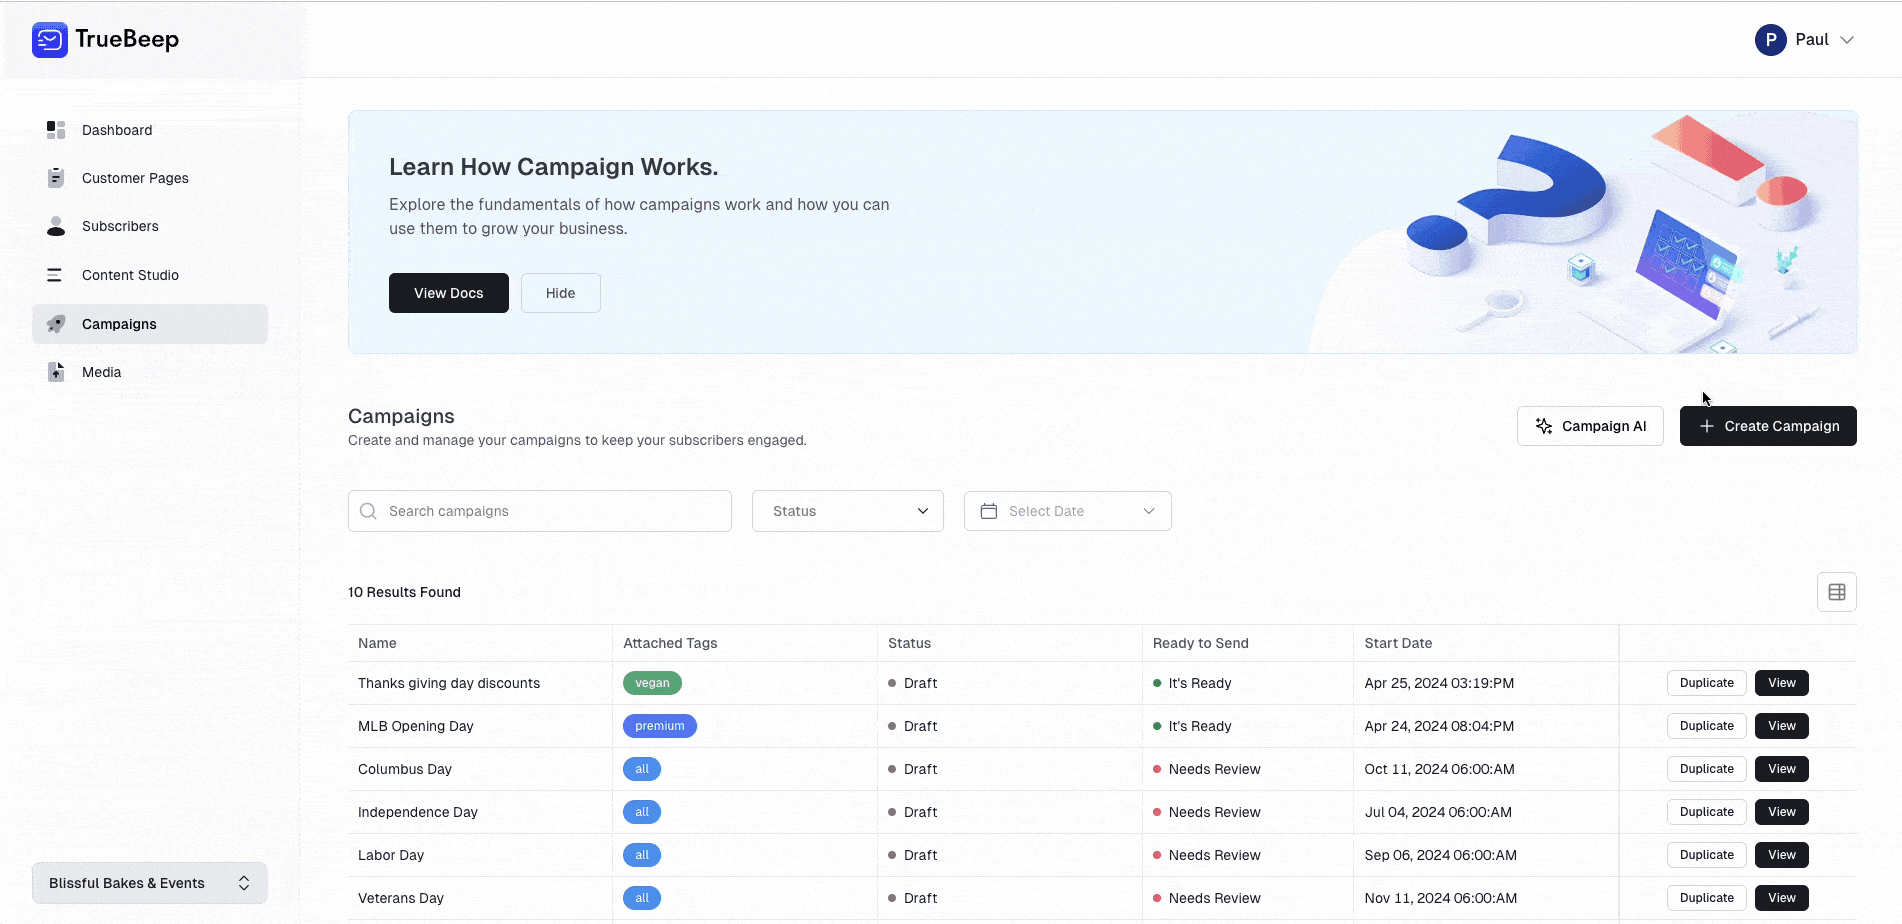 TrueBeep
P Paul
Dashboard
Customer Pages
Subscribers
Content Studio
Campaigns
Media
Blissful Bakes & Events
Learn How Campaign Works.
Explore the fundamentals of how campaigns work and how you can
use them to grow your business.
View Docs Hide
Campaigns
Create and manage your campaigns to keep your subscribers engaged.
Campaign AI Create Campaign
Search campaigns Status Select Date
10 Results Found
Name Attached Tags Status Ready to Send Start Date
Thanks giving day discounts vegan Draft It's Ready Apr 25, 2024 03:19:PM Duplicate View
MLB Opening Day premium Draft It's Ready Apr 24, 2024 08:04:PM Duplicate View
Columbus Day all Draft Needs Review Oct 11, 2024 06:00:AM Duplicate View
Independence Day all Draft Needs Review Jul 04, 2024 06:00:AM Duplicate View
Labor Day all Draft Needs Review Sep 06, 2024 06:00:AM Duplicate View
Veterans Day all Draft Needs Review Nov 11, 2024 06:00:AM Duplicate View